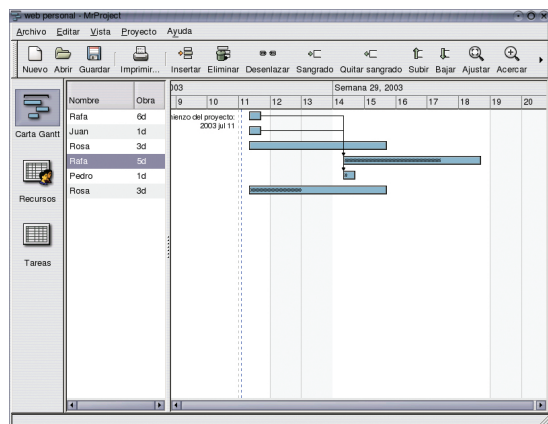 web personal - MrProject
Archivo Editar Vista Proyecto Ayuda
Nuevo Abrir Guardar Imprimir... Insertar Eliminar Desenlazar Sangrado Quitar sangrado Subir Bajar Ajustar Acercar
Carta Gantt
Recursos
Tareas
Nombre Obra
Rafa 6d
Juan 1d
Rosa 3d
Rafa 5d
Pedro 1d
Rosa 3d
003 Semana 29, 2003
9 10 11 12 13 14 15 16 17 18 19 20
ienzo del proyecto:
2003 jul 11